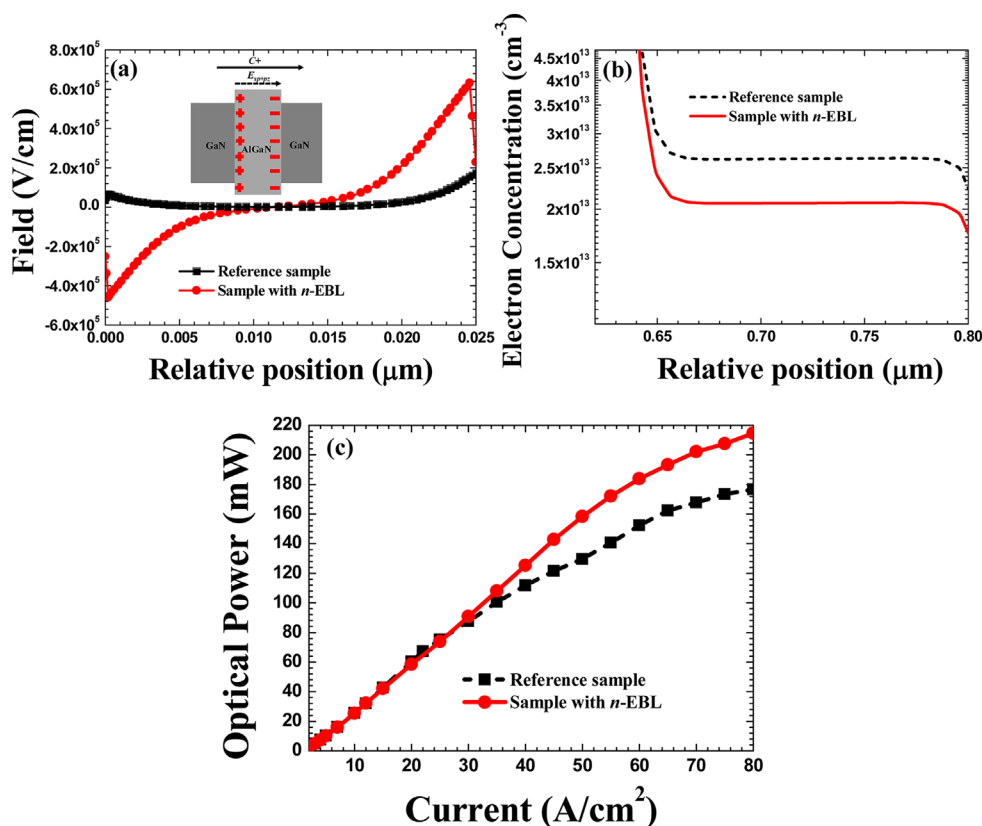 (a)
C+
E_sp+pz
GaN
AlGaN
GaN
Field (V/cm)
8.0x10^5
6.0x10^5
4.0x10^5
2.0x10^5
0.0
-2.0x10^5
-4.0x10^5
-6.0x10^5
Reference sample
Sample with n-EBL
0.000 0.005 0.010 0.015 0.020 0.025
Relative position (μm)
(b)
Electron Concentration (cm^-3)
4.5x10^13
3.5x10^13
2.5x10^13
2x10^13
1.5x10^13
Reference sample
Sample with n-EBL
0.65 0.70 0.75 0.80
Relative position (μm)
(c)
Optical Power (mW)
220
200
180
160
140
120
100
80
60
40
20
0
Reference sample
Sample with n-EBL
10 20 30 40 50 60 70 80
Current (A/cm^2)